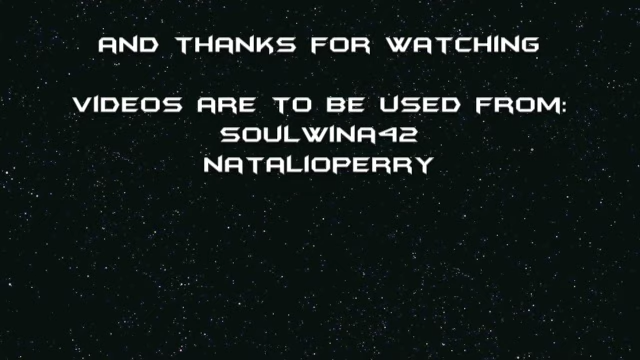 AND THANKS FOR WATCHING
VIDEOS ARE TO BE USED FROM:
SOULWINA42
NATALIOPERRY